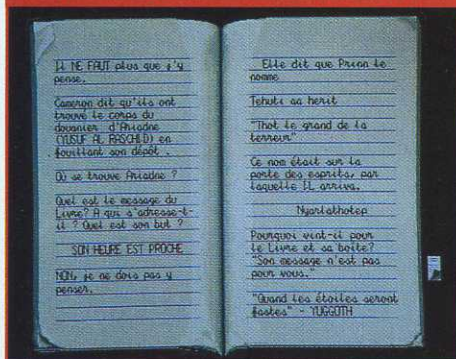 IL NE FAUT plus que j'y
pense.
Cameron dit qu'ils ont
trouvé le corps du
douanier d'Ariadne
(YUSUF AL RASCHID) en
fouillant son dépôt .
Où se trouve Ariadne ?
Quel est le message du
Livre? A qui s'adresse-t-
il ? Quel est son but ?
SON HEURE EST PROCHE
NON, je ne dois pas y
penser.
Elle dit que Prinn le
nomme
Tehuti sa herit
"Thot le grand de la
terreur"
Ce nom était sur la
porte des esprits, par
laquelle IL arriva.
Nyarlathotep
Pourquoi vint-il pour
le Livre et sa boîte?
"Son message n'est pas
pour vous."
"Quand les étoiles seront
fastes" - YUGGOTH